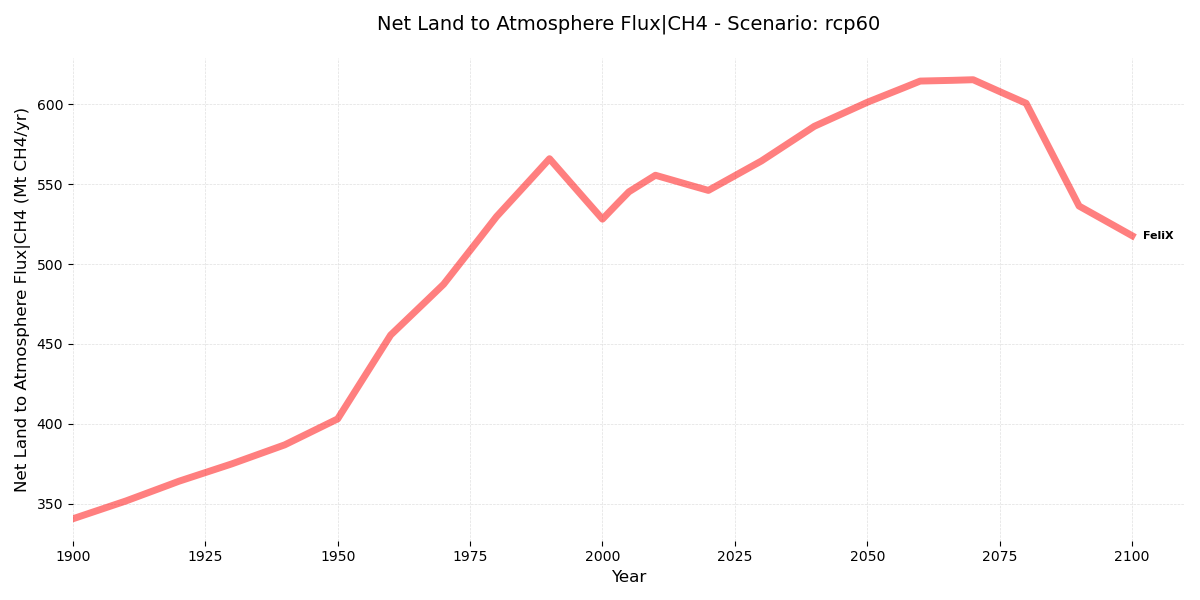 Net Land to Atmosphere Flux|CH4 - Scenario: rcp60
Net Land to Atmosphere Flux|CH4 (Mt CH4/yr)
600
550
500
450
400
350
FeliX
1900 1925 1950 1975 2000 2025 2050 2075 2100
Year